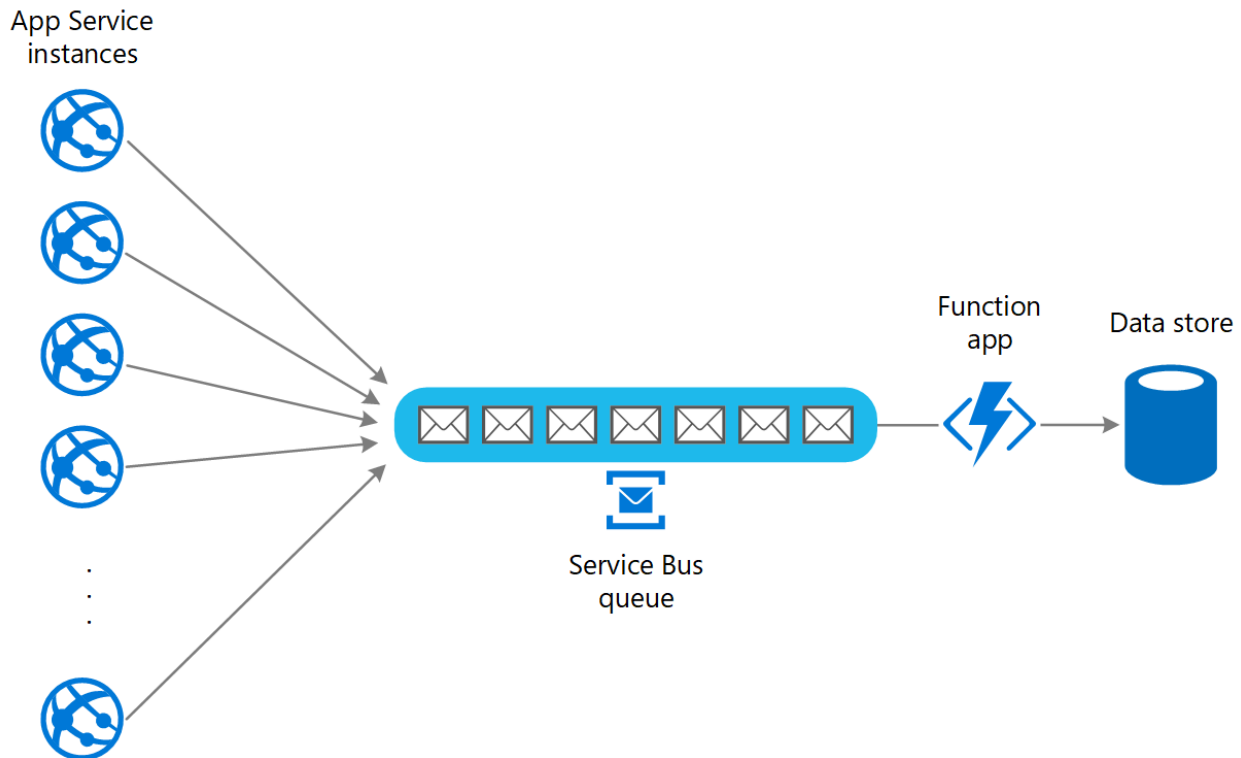 App Service
instances
Function
app
Data store
Service Bus
queue